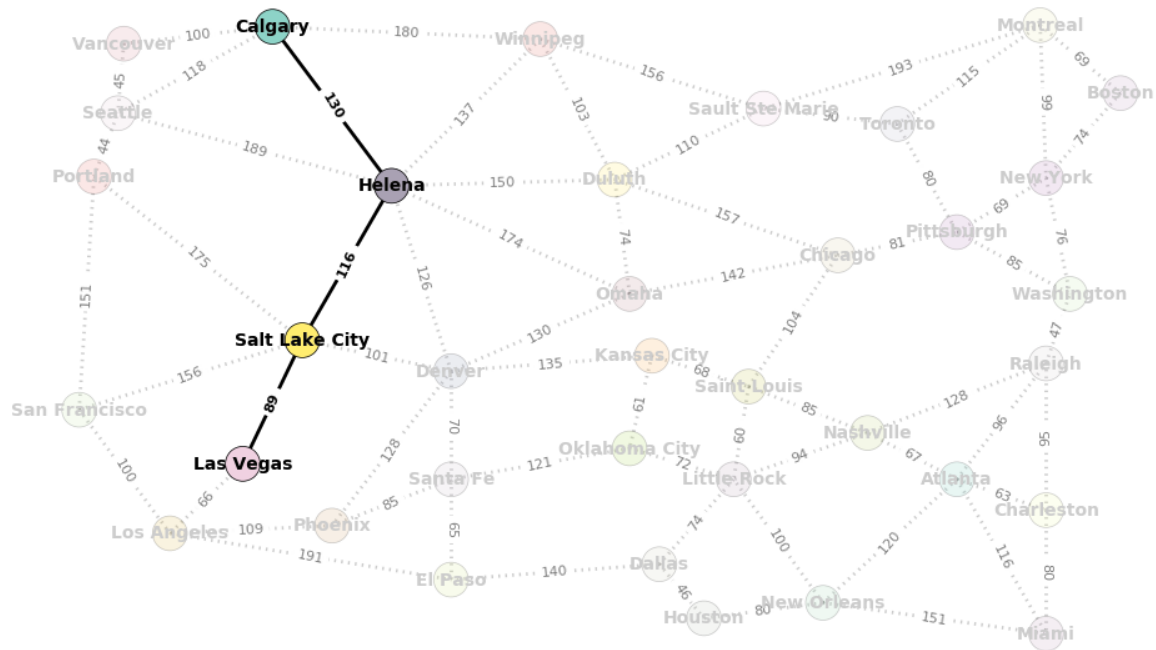 Calgary
Vancouver
100
180
Winnipeg
Montreal
118
45
156
193
115
69
Seattle
130
137
103
Sault Ste Marie
90
Toronto
Boston
44
189
110
99
74
Portland
Helena
150
Duluth
80
New York
175
174
157
69
116
126
74
Pittsburgh
76
151
142
81
85
Chicago
Omaha
Washington
Salt Lake City
101
130
104
47
156
Denver
135
Kansas City
68
Saint Louis
Raleigh
San Francisco
89
61
60
85
128
96
56
100
128
70
Oklahoma City
Nashville
Las Vegas
121
72
94
67
66
85
Santa Fe
Little Rock
Atlanta
63
Charleston
Los Angeles
109
Phoenix
65
74
100
120
116
80
191
El Paso
140
Dallas
46
Houston
80
New Orleans
151
Miami